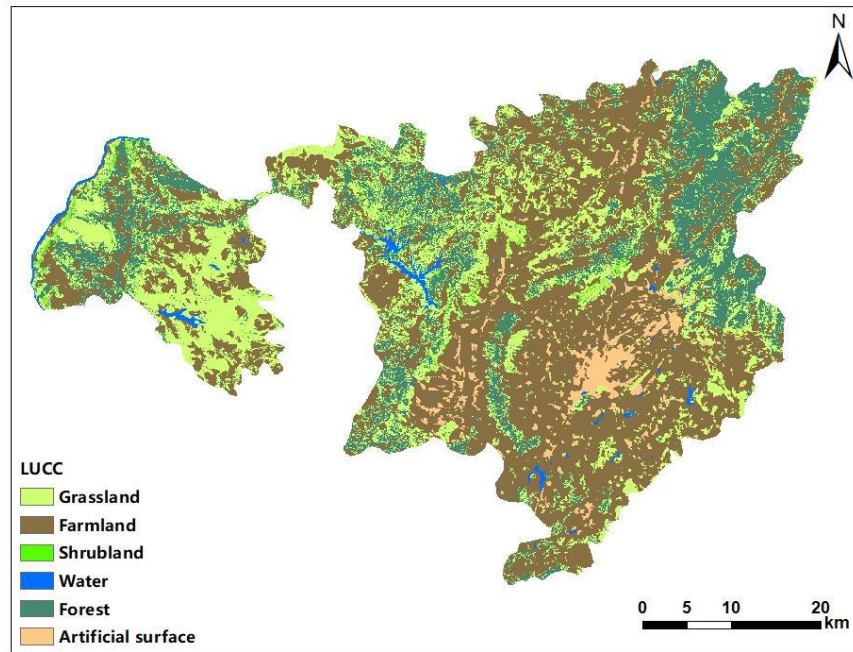 N
LUCC
Grassland
Farmland
Shrubland
Water
Forest
Artificial surface
0 5 10 20
km